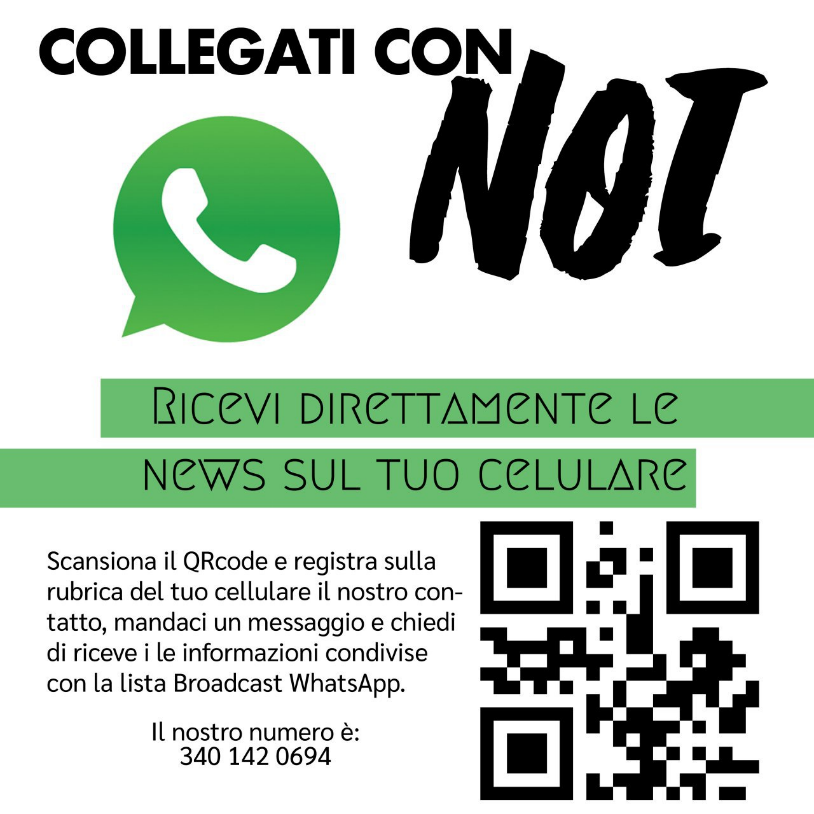 COLLEGATI CON
NOI
RICEVI DIRETTAMENTE LE
NEWS SUL TUO CELULARE
Scansiona il QRcode e registra sulla
rubrica del tuo cellulare il nostro con-
tatto, mandaci un messaggio e chiedi
di riceve i le informazioni condivise
con la lista Broadcast WhatsApp.
Il nostro numero è:
340 142 0694